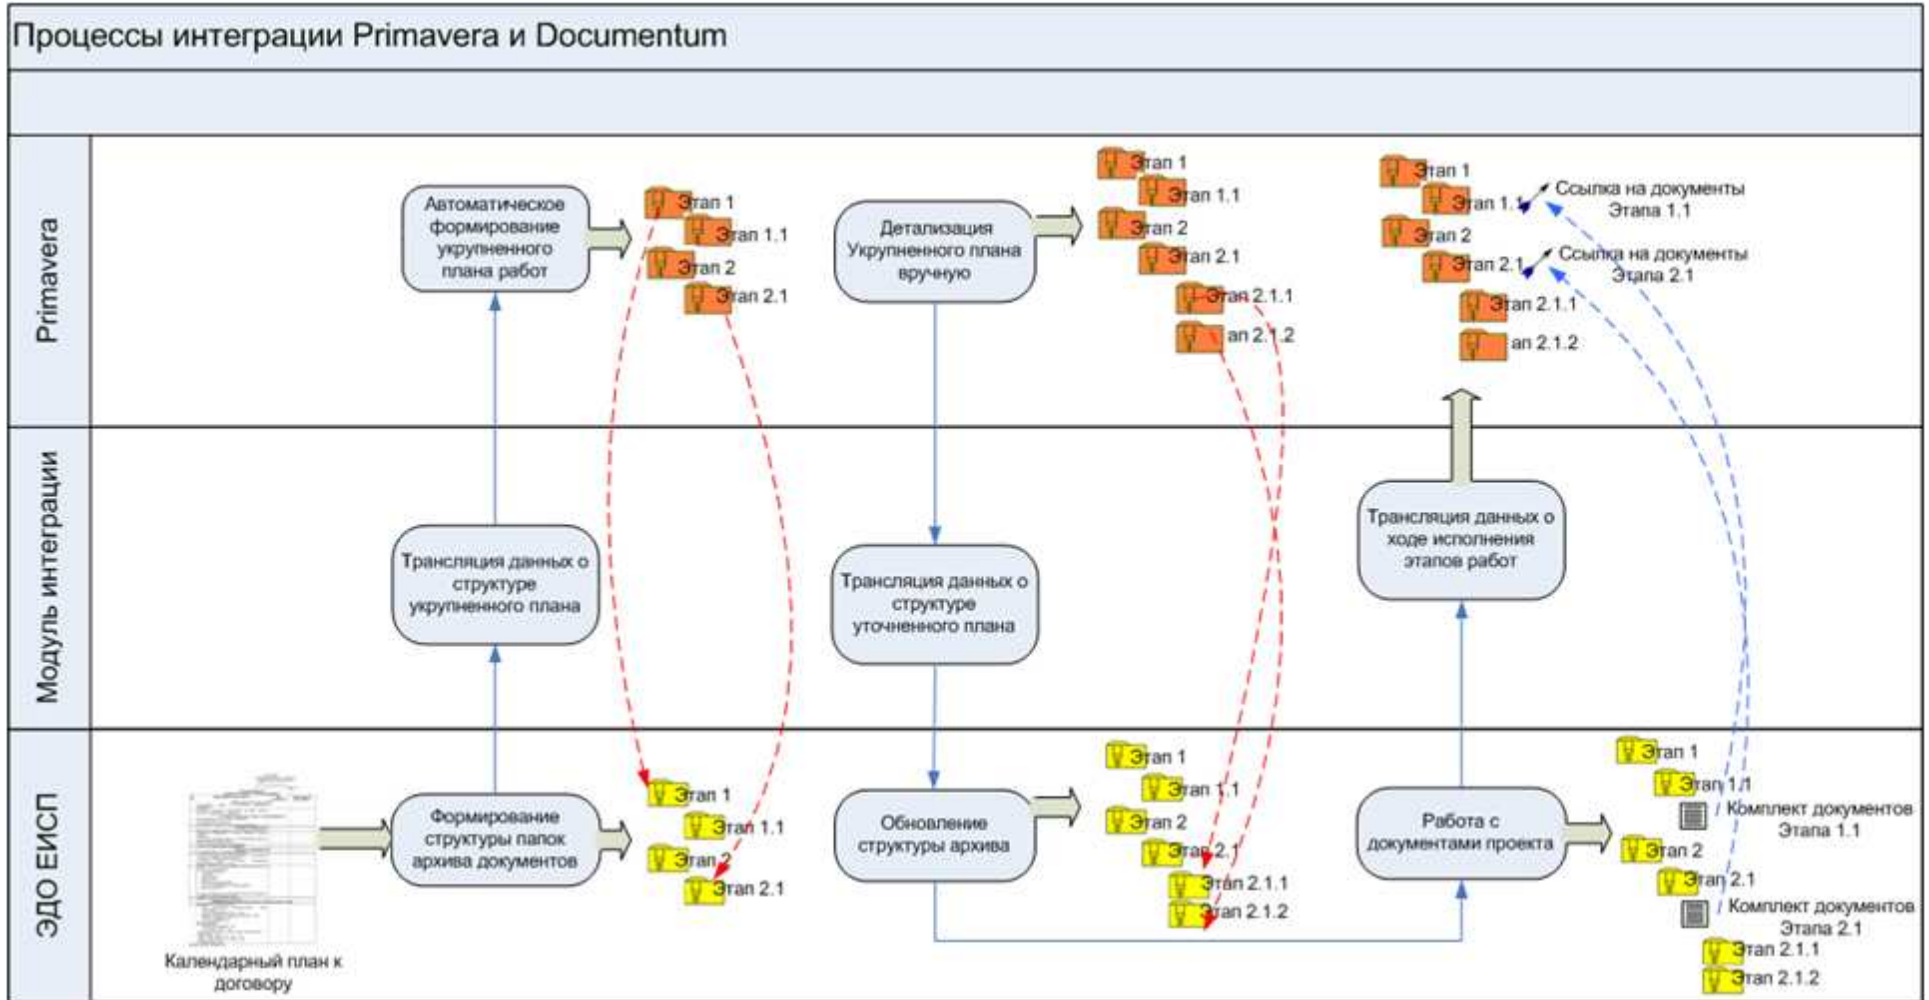 Процессы интеграции Primavera и Documentum
Primavera
Автоматическое
формирование
укрупненного
плана работ
Этап 1
Этап 1.1
Этап 2
Этап 2.1
Детализация
Укрупненного плана
вручную
Этап 1
Этап 1.1
Этап 2
Этап 2.1
Этап 2.1.1
ап 2.1.2
Этап 1
Этап 1.1
Ссылка на документы
Этапа 1.1
Этап 2
Этап 2.1
Ссылка на документы
Этапа 2.1
Этап 2.1.1
ап 2.1.2
Модуль интеграции
Трансляция данных о
структуре
укрупненного плана
Трансляция данных о
структуре
уточненного плана
Трансляция данных о
ходе исполнения
этапов работ
ЭДО ЕИСП
Календарный план к
договору
Формирование
структуры папок
архива документов
Этап 1
Этап 1.1
Этап 2
Этап 2.1
Обновление
структуры архива
Этап 1
Этап 1.1
Этап 2
Этап 2.1
Этап 2.1.1
Этап 2.1.2
Работа с
документами проекта
Этап 1
Этап 1.1
Комплект документов
Этапа 1.1
Этап 2
Этап 2.1
Комплект документов
Этапа 2.1
Этап 2.1.1
Этап 2.1.2